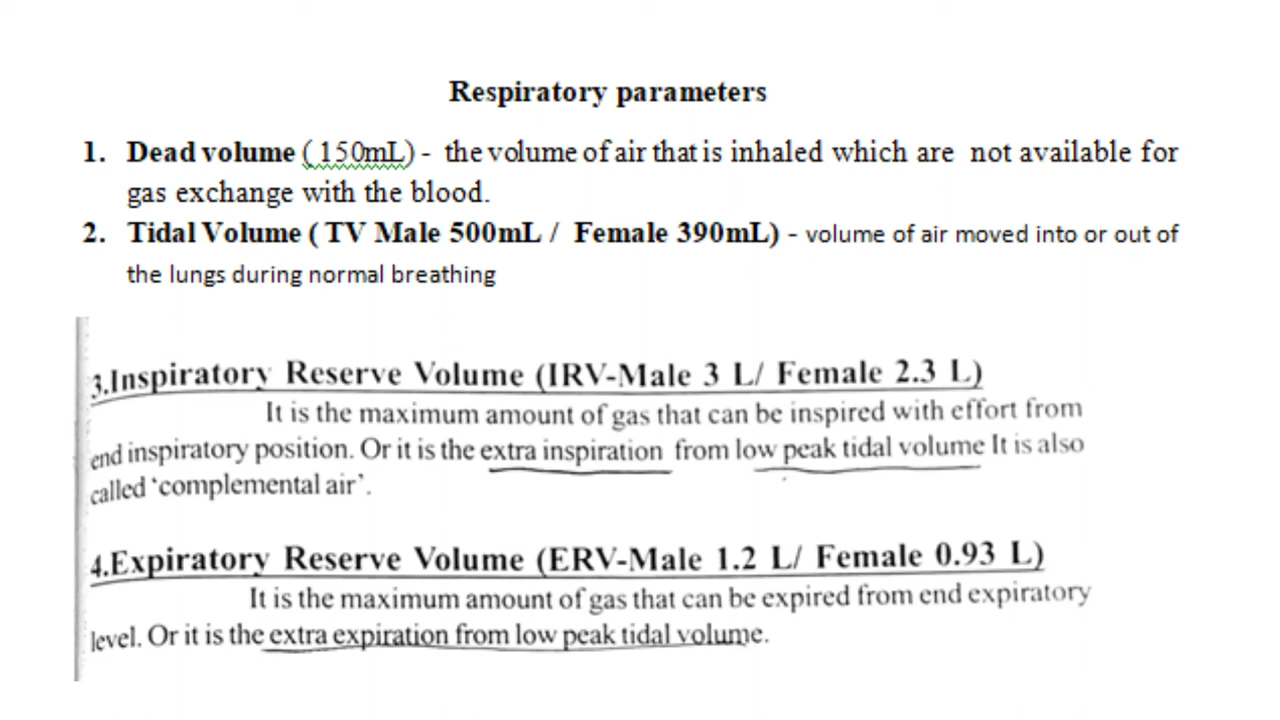 Respiratory parameters
1. Dead volume ( 150mL) - the volume of air that is inhaled which are not available for
gas exchange with the blood.
2. Tidal Volume ( TV Male 500mL / Female 390mL) - volume of air moved into or out of
the lungs during normal breathing
3.Inspiratory Reserve Volume (IRV-Male 3 L/ Female 2.3 L)
It is the maximum amount of gas that can be inspired with effort from
end inspiratory position. Or it is the extra inspiration from low peak tidal volume It is also
called ‘complemental air’.
4.Expiratory Reserve Volume (ERV-Male 1.2 L/ Female 0.93 L)
It is the maximum amount of gas that can be expired from end expiratory
level. Or it is the extra expiration from low peak tidal volume.